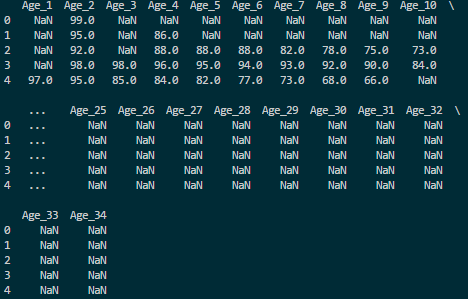 Age_1 Age_2 Age_3 Age_4 Age_5 Age_6 Age_7 Age_8 Age_9 Age_10 \
0 NaN 99.0 NaN NaN NaN NaN NaN NaN NaN NaN
1 NaN 95.0 NaN 86.0 NaN NaN NaN NaN NaN NaN
2 NaN 92.0 NaN 88.0 88.0 88.0 82.0 78.0 75.0 73.0
3 NaN 98.0 98.0 96.0 95.0 94.0 93.0 92.0 90.0 84.0
4 97.0 95.0 85.0 84.0 82.0 77.0 73.0 68.0 66.0 NaN
... Age_25 Age_26 Age_27 Age_28 Age_29 Age_30 Age_31 Age_32 \
0 ... NaN NaN NaN NaN NaN NaN NaN NaN
1 ... NaN NaN NaN NaN NaN NaN NaN NaN
2 ... NaN NaN NaN NaN NaN NaN NaN NaN
3 ... NaN NaN NaN NaN NaN NaN NaN NaN
4 ... NaN NaN NaN NaN NaN NaN NaN NaN
Age_33 Age_34
0 NaN NaN
1 NaN NaN
2 NaN NaN
3 NaN NaN
4 NaN NaN